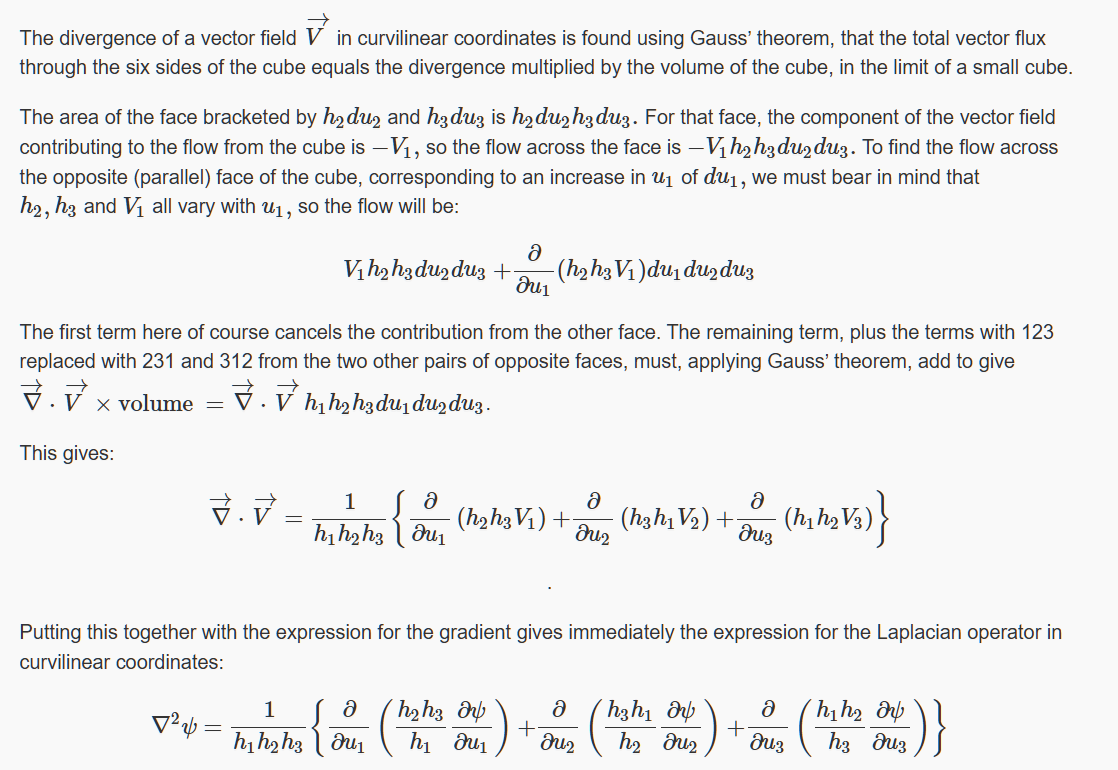 The divergence of a vector field $\overrightarrow{V}$ in curvilinear coordinates is found using Gauss’ theorem, that the total vector flux
through the six sides of the cube equals the divergence multiplied by the volume of the cube, in the limit of a small cube.
The area of the face bracketed by $h_2du_2$ and $h_3du_3$ is $h_2du_2h_3du_3$. For that face, the component of the vector field
contributing to the flow from the cube is $-V_1$, so the flow across the face is $-V_1h_2h_3du_2du_3$. To find the flow across
the opposite (parallel) face of the cube, corresponding to an increase in $u_1$ of $du_1$, we must bear in mind that
$h_2, h_3$ and $V_1$ all vary with $u_1$, so the flow will be:
$V_1h_2h_3du_2du_3 + \frac{\partial}{\partial u_1}(h_2h_3V_1)du_1du_2du_3$
The first term here of course cancels the contribution from the other face. The remaining term, plus the terms with 123
replaced with 231 and 312 from the two other pairs of opposite faces, must, applying Gauss’ theorem, add to give
$\overrightarrow{\nabla} \cdot \overrightarrow{V} \times \text{volume} = \overrightarrow{\nabla} \cdot \overrightarrow{V} h_1h_2h_3du_1du_2du_3$.
This gives:
$\overrightarrow{\nabla} \cdot \overrightarrow{V} = \frac{1}{h_1h_2h_3} \left\{ \frac{\partial}{\partial u_1}(h_2h_3V_1) + \frac{\partial}{\partial u_2}(h_3h_1V_2) + \frac{\partial}{\partial u_3}(h_1h_2V_3) \right\}$
.
Putting this together with the expression for the gradient gives immediately the expression for the Laplacian operator in
curvilinear coordinates:
$\nabla^2\psi = \frac{1}{h_1h_2h_3} \left\{ \frac{\partial}{\partial u_1}\left(\frac{h_2h_3}{h_1}\frac{\partial\psi}{\partial u_1}\right) + \frac{\partial}{\partial u_2}\left(\frac{h_3h_1}{h_2}\frac{\partial\psi}{\partial u_2}\right) + \frac{\partial}{\partial u_3}\left(\frac{h_1h_2}{h_3}\frac{\partial\psi}{\partial u_3}\right) \right\}$